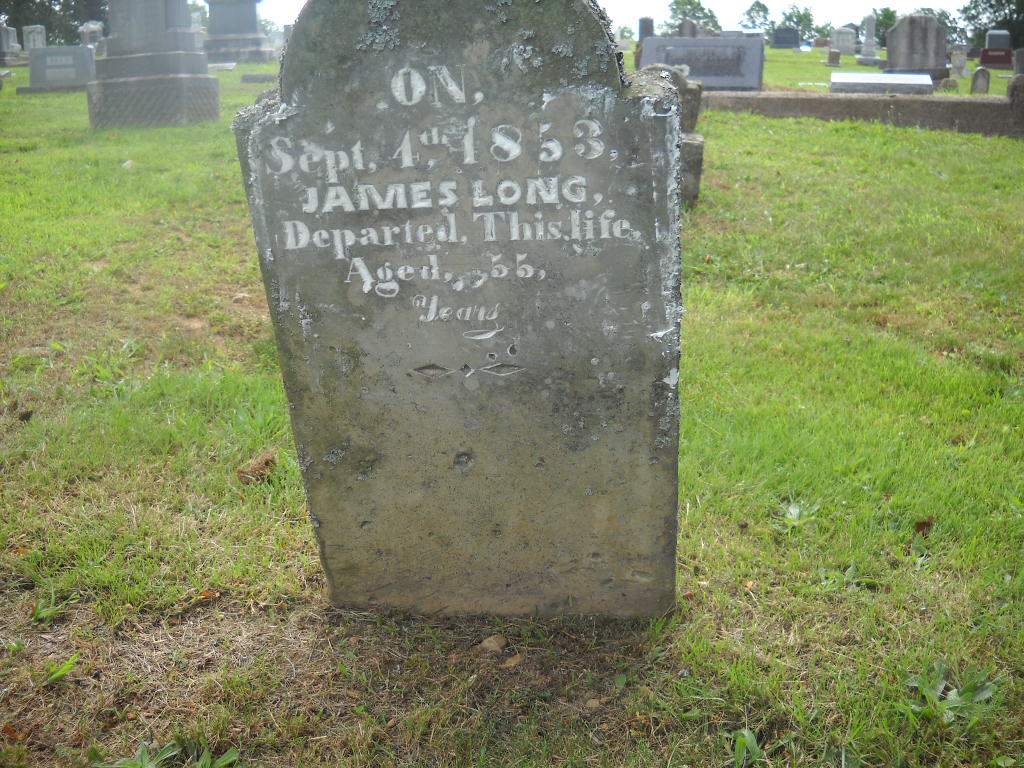 ON,
Sept, 4th, 1853,
JAMES LONG,
Departed, This, life,
Aged,,, 55,
Years